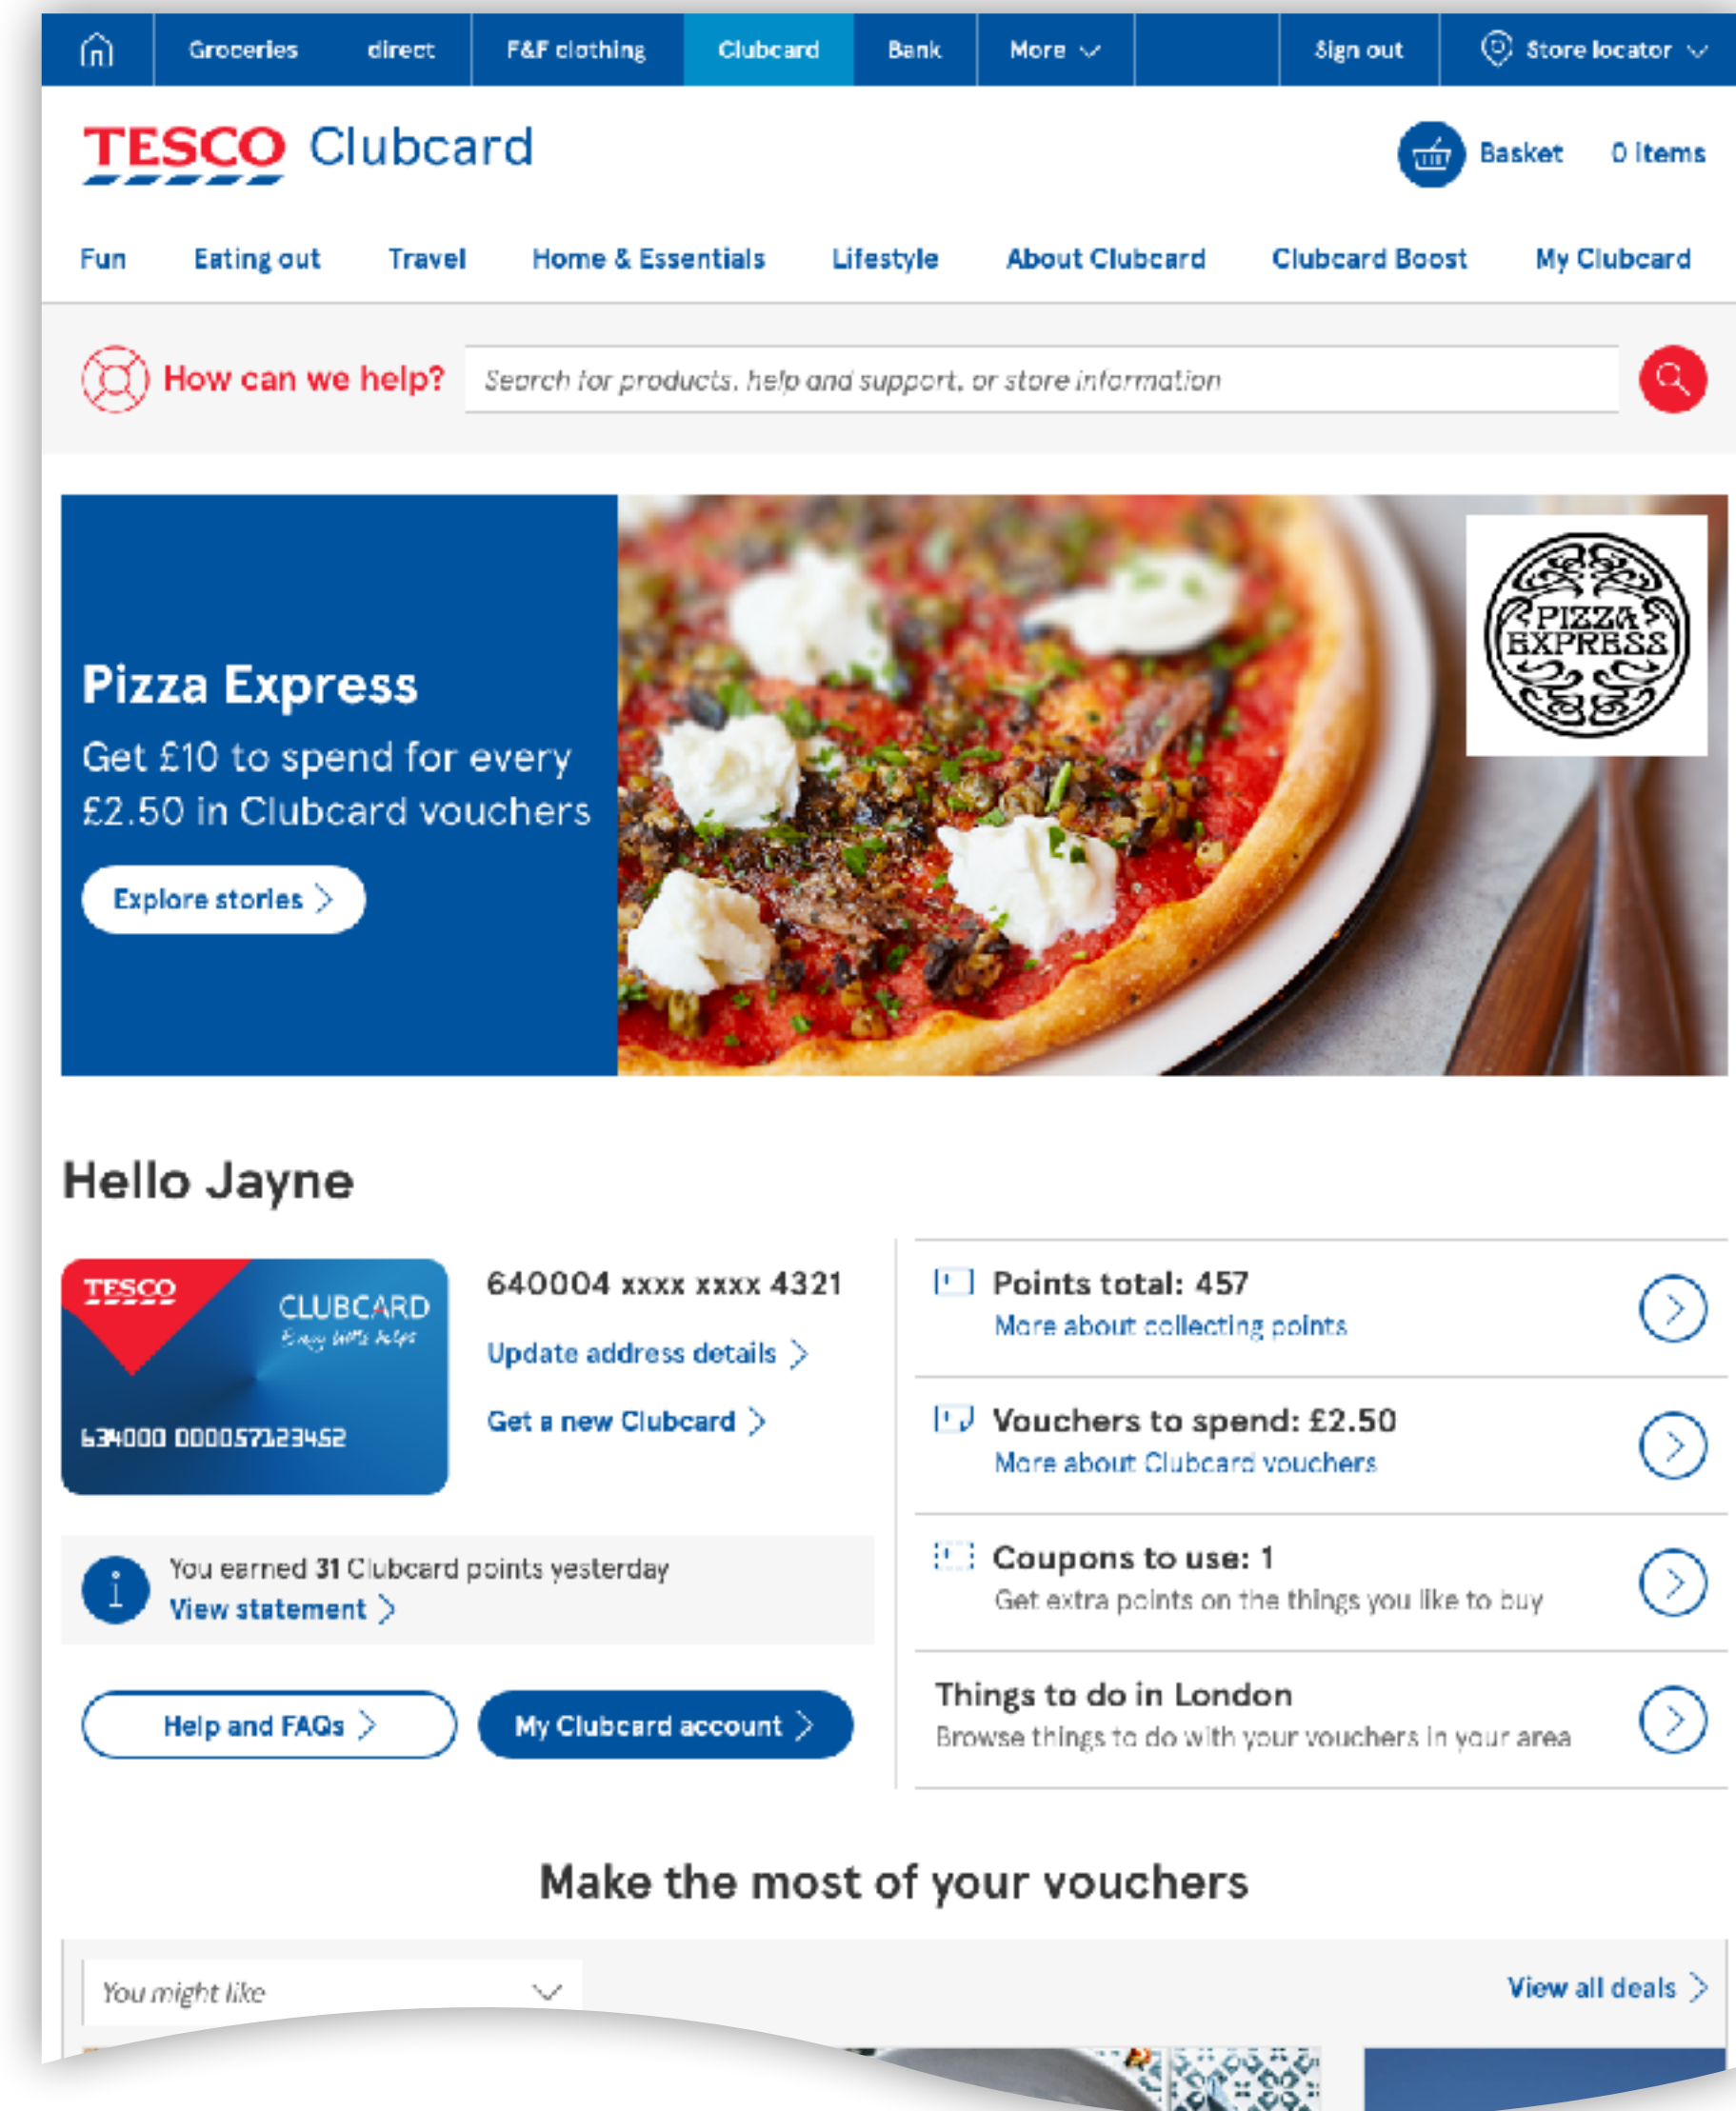 Groceries direct F&F clothing Clubcard Bank More Sign out Store locator
TESCO Clubcard
Basket 0 items
Fun Eating out Travel Home & Essentials Lifestyle About Clubcard Clubcard Boost My Clubcard
How can we help? Search for products, help and support, or store information
PIZZA
EXPRESS
Pizza Express
Get £10 to spend for every
£2.50 in Clubcard vouchers
Explore stories
Hello Jayne
TESCO
CLUBCARD
Every little helps
634000 000057123452
640004 xxxx xxxx 4321
Update address details
Get a new Clubcard
You earned 31 Clubcard points yesterday
View statement
Help and FAQs
My Clubcard account
Points total: 457
More about collecting points
Vouchers to spend: £2.50
More about Clubcard vouchers
Coupons to use: 1
Get extra points on the things you like to buy
Things to do in London
Browse things to do with your vouchers in your area
Make the most of your vouchers
You might like
View all deals